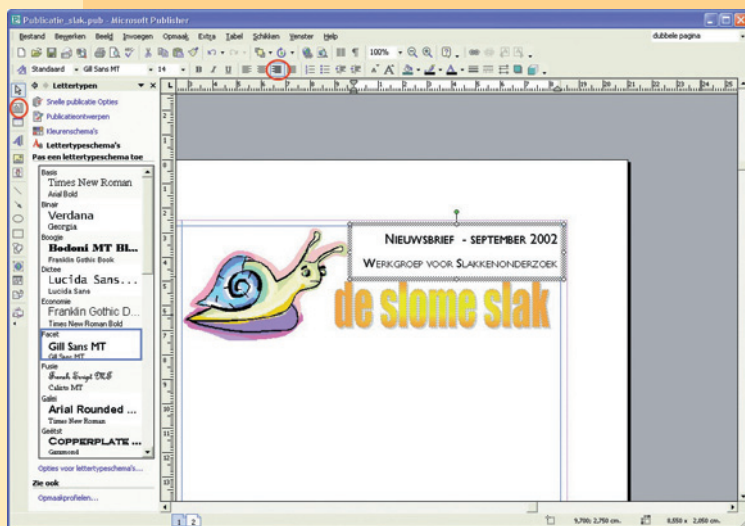 Publicatie_slak.pub - Microsoft Publisher
Bestand Bewerken Beeld Invoegen Opmaak Extra Tabel Schikken Venster Help
dubbele pagina
100%
Standaard Gill Sans MT 14 B I U
Lettertypen
Snelle publicatie Opties
Publicatieontwerpen
Kleurenschema's
Lettertypeschema's
Pas een lettertypeschema toe
Basis
Times New Roman
Arial Bold
Binair
Verdana
Georgia
Boogie
Bodoni MT Bl...
Franklin Gothic Book
Dictee
Lucida Sans...
Lucida Sans
Economie
Franklin Gothic D...
Times New Roman Bold
Facet
Gill Sans MT
Gill Sans MT
Fusie
French Script MT
Calisto MT
Galei
Arial Rounded ...
Times New Roman
Geëtst
COPPERPLATE ...
Garamond
Opties voor lettertypeschema's...
Zie ook
Opmaakprofielen...
NIEUWSBRIEF - SEPTEMBER 2002
WERKGROEP VOOR SLAKKENONDERZOEK
de slome slak
1 2
9,700; 2,750 cm.
8,550 x 2,050 cm.